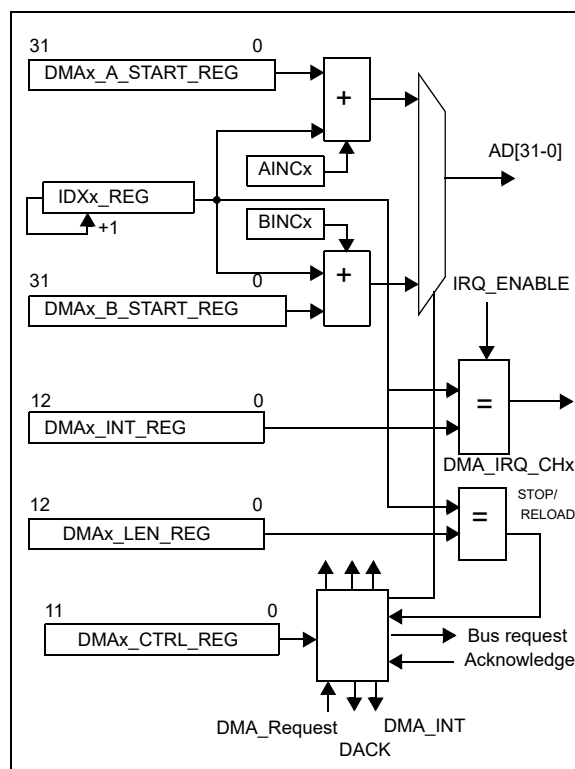 31 0
DMAx_A_START_REG
+
AINCx
AD[31-0]
IDXx_REG
+1
BINCx
31 0
+
DMAx_B_START_REG
IRQ_ENABLE
12 0
DMAx_INT_REG
=
DMA_IRQ_CHx
12 0
DMAx_LEN_REG
=
STOP/
RELOAD
11 0
DMAx_CTRL_REG
Bus request
Acknowledge
DMA_Request
DMA_INT
DACK